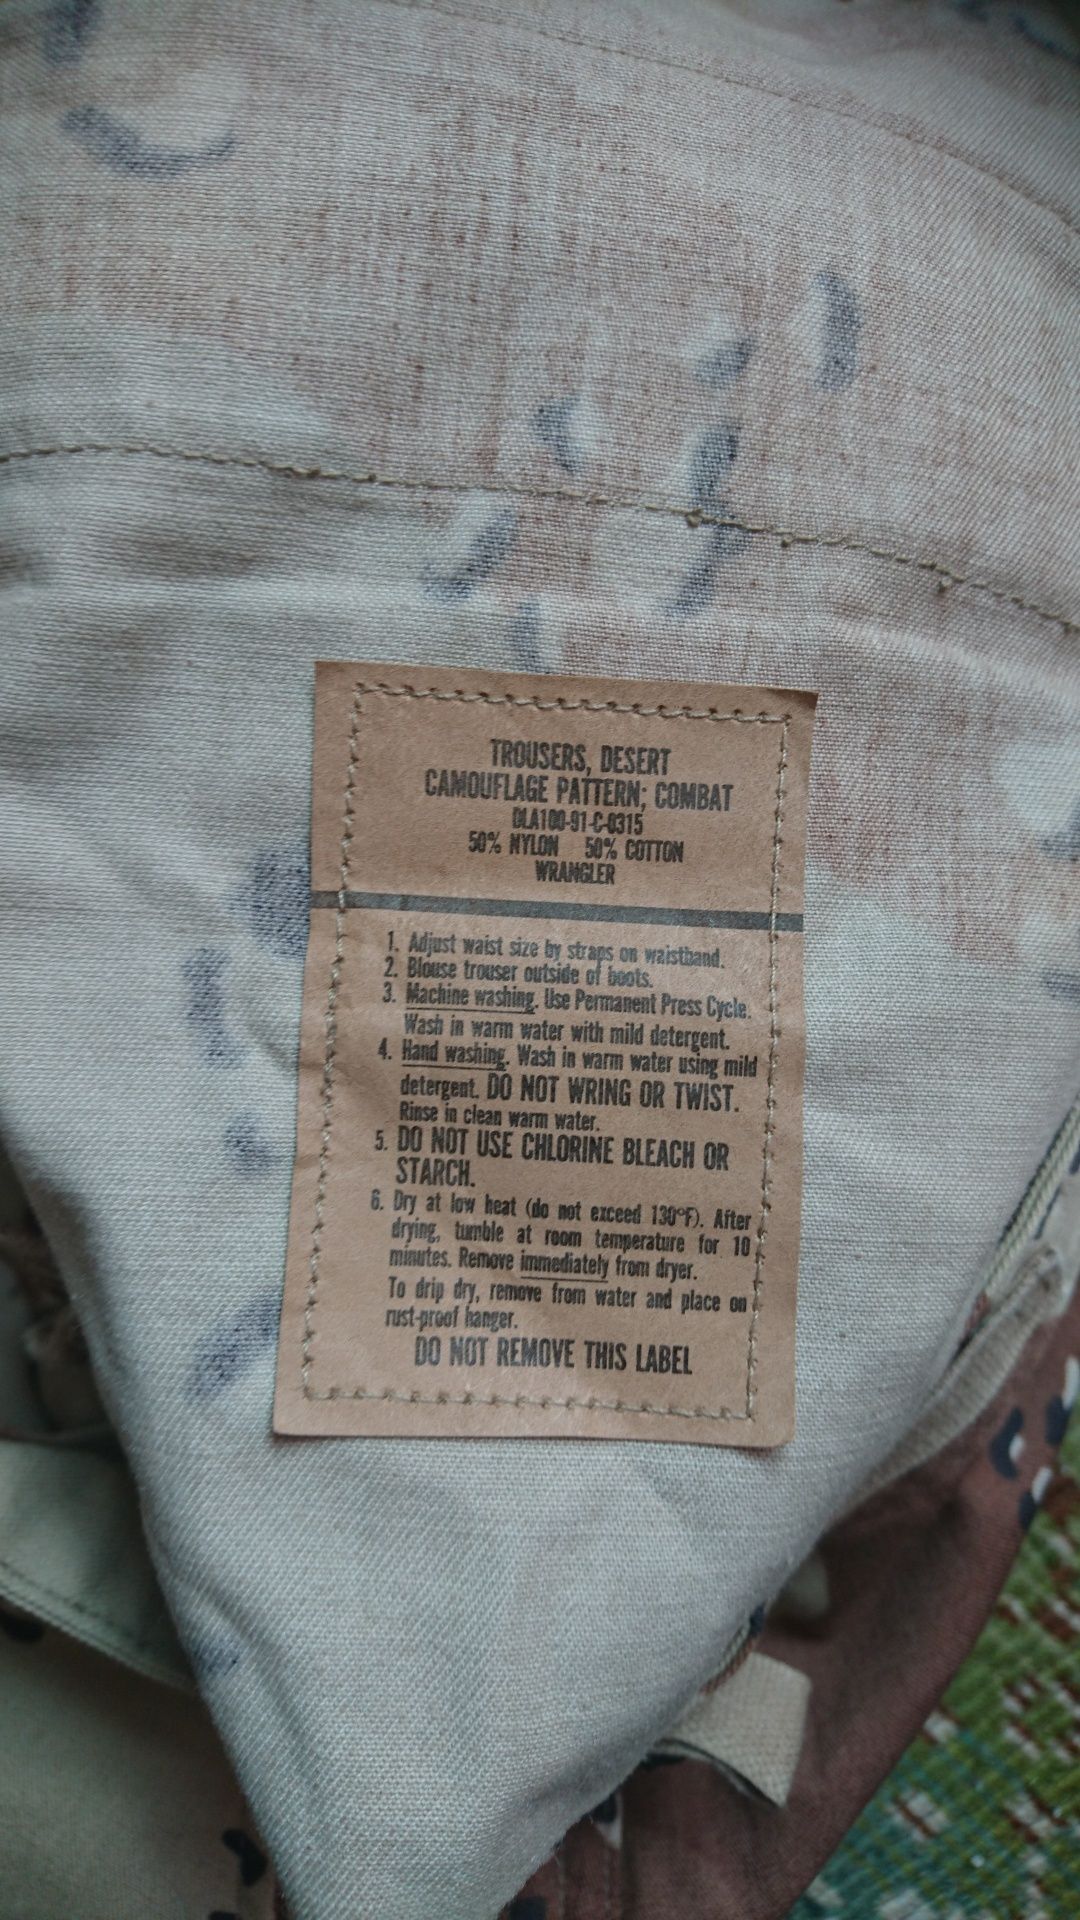 TROUSERS, DESERT
CAMOUFLAGE PATTERN; COMBAT
DLA100-91-C-0315
50% NYLON 50% COTTON
WRANGLER
1. Adjust waist size by straps on waistband.
2. Blouse trouser outside of boots.
3. Machine washing. Use Permanent Press Cycle.
Wash in warm water with mild detergent.
4. Hand washing. Wash in warm water using mild
detergent. DO NOT WRING OR TWIST.
Rinse in clean warm water.
5. DO NOT USE CHLORINE BLEACH OR
STARCH.
6. Dry at low heat (do not exceed 130°F). After
drying, tumble at room temperature for 10
minutes. Remove immediately from dryer.
To drip dry, remove from water and place on
rust-proof hanger.
DO NOT REMOVE THIS LABEL